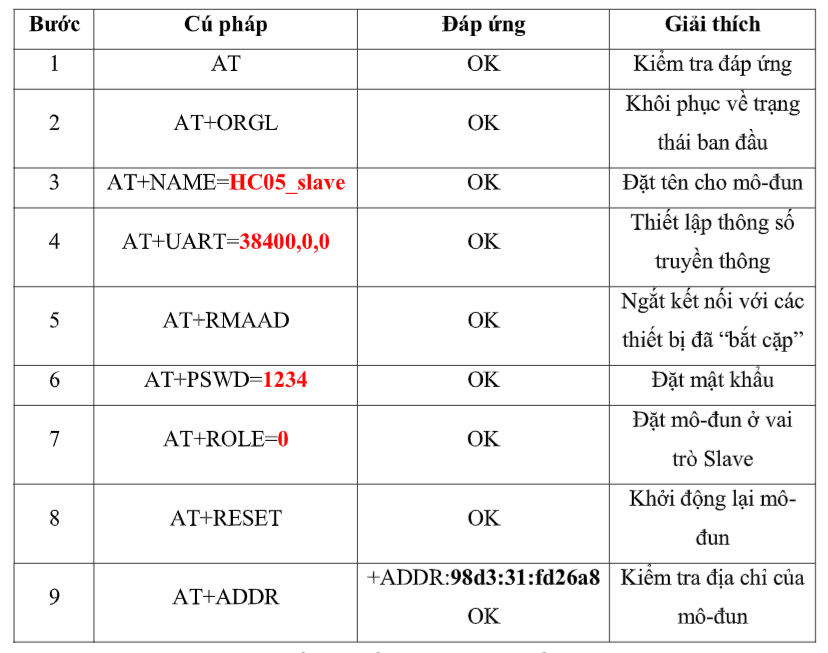 Bước Cú pháp Đáp ứng Giải thích
1 AT OK Kiểm tra đáp ứng
2 AT+ORGL OK Khôi phục về trạng
thái ban đầu
3 AT+NAME=HC05_slave OK Đặt tên cho mô-đun
4 AT+UART=38400,0,0 OK Thiết lập thông số
truyền thông
5 AT+RMAAD OK Ngắt kết nối với các
thiết bị đã “bắt cặp”
6 AT+PSWD=1234 OK Đặt mật khẩu
7 AT+ROLE=0 OK Đặt mô-đun ở vai
trò Slave
8 AT+RESET OK Khởi động lại mô-
đun
9 AT+ADDR +ADDR:98d3:31:fd26a8 Kiểm tra địa chỉ của
OK mô-đun